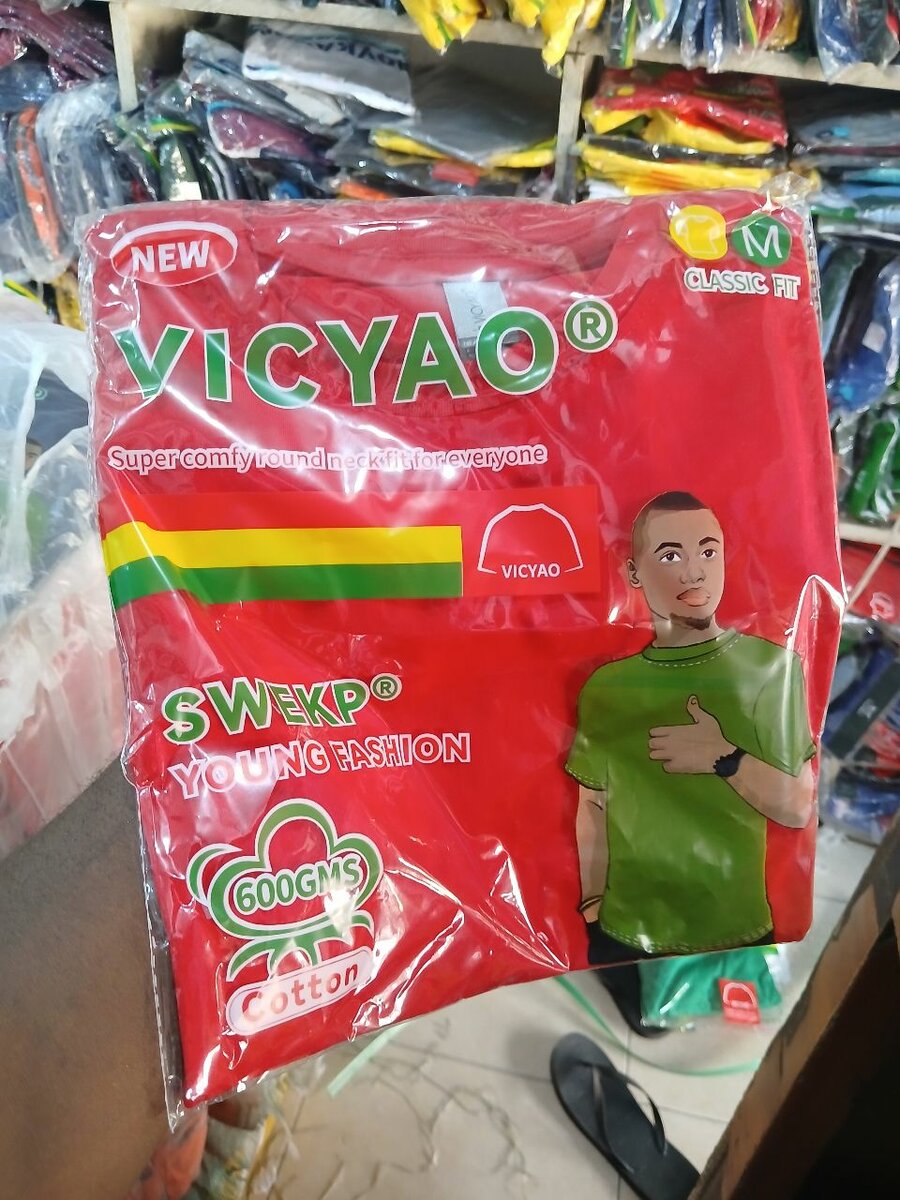 NEW
M
CLASSIC FIT
VICYAO®
Super comfy round neck fit for everyone
VICYAO
SWEKP®
YOUNG FASHION
600GMS
Cotton